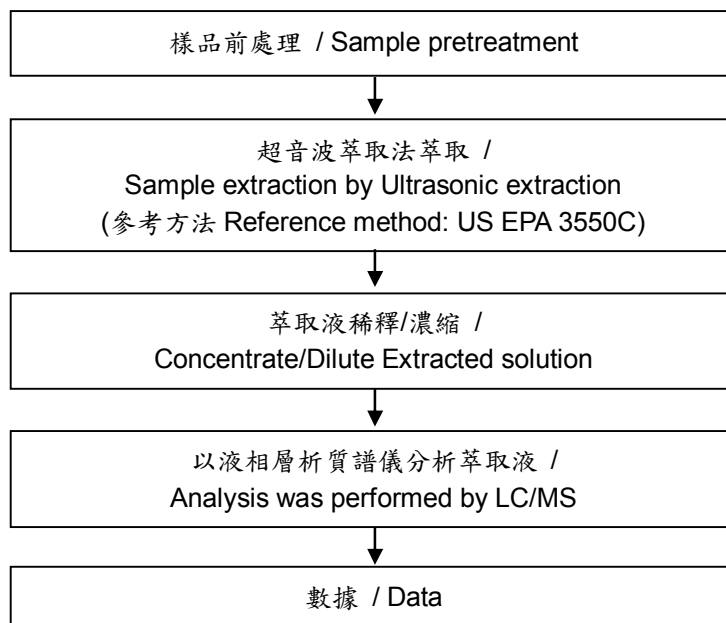 樣品前處理 / Sample pretreatment
超音波萃取法萃取 /
Sample extraction by Ultrasonic extraction
(參考方法 Reference method: US EPA 3550C)
萃取液稀釋/濃縮 /
Concentrate/Dilute Extracted solution
以液相層析質譜儀分析萃取液 /
Analysis was performed by LC/MS
數據 / Data